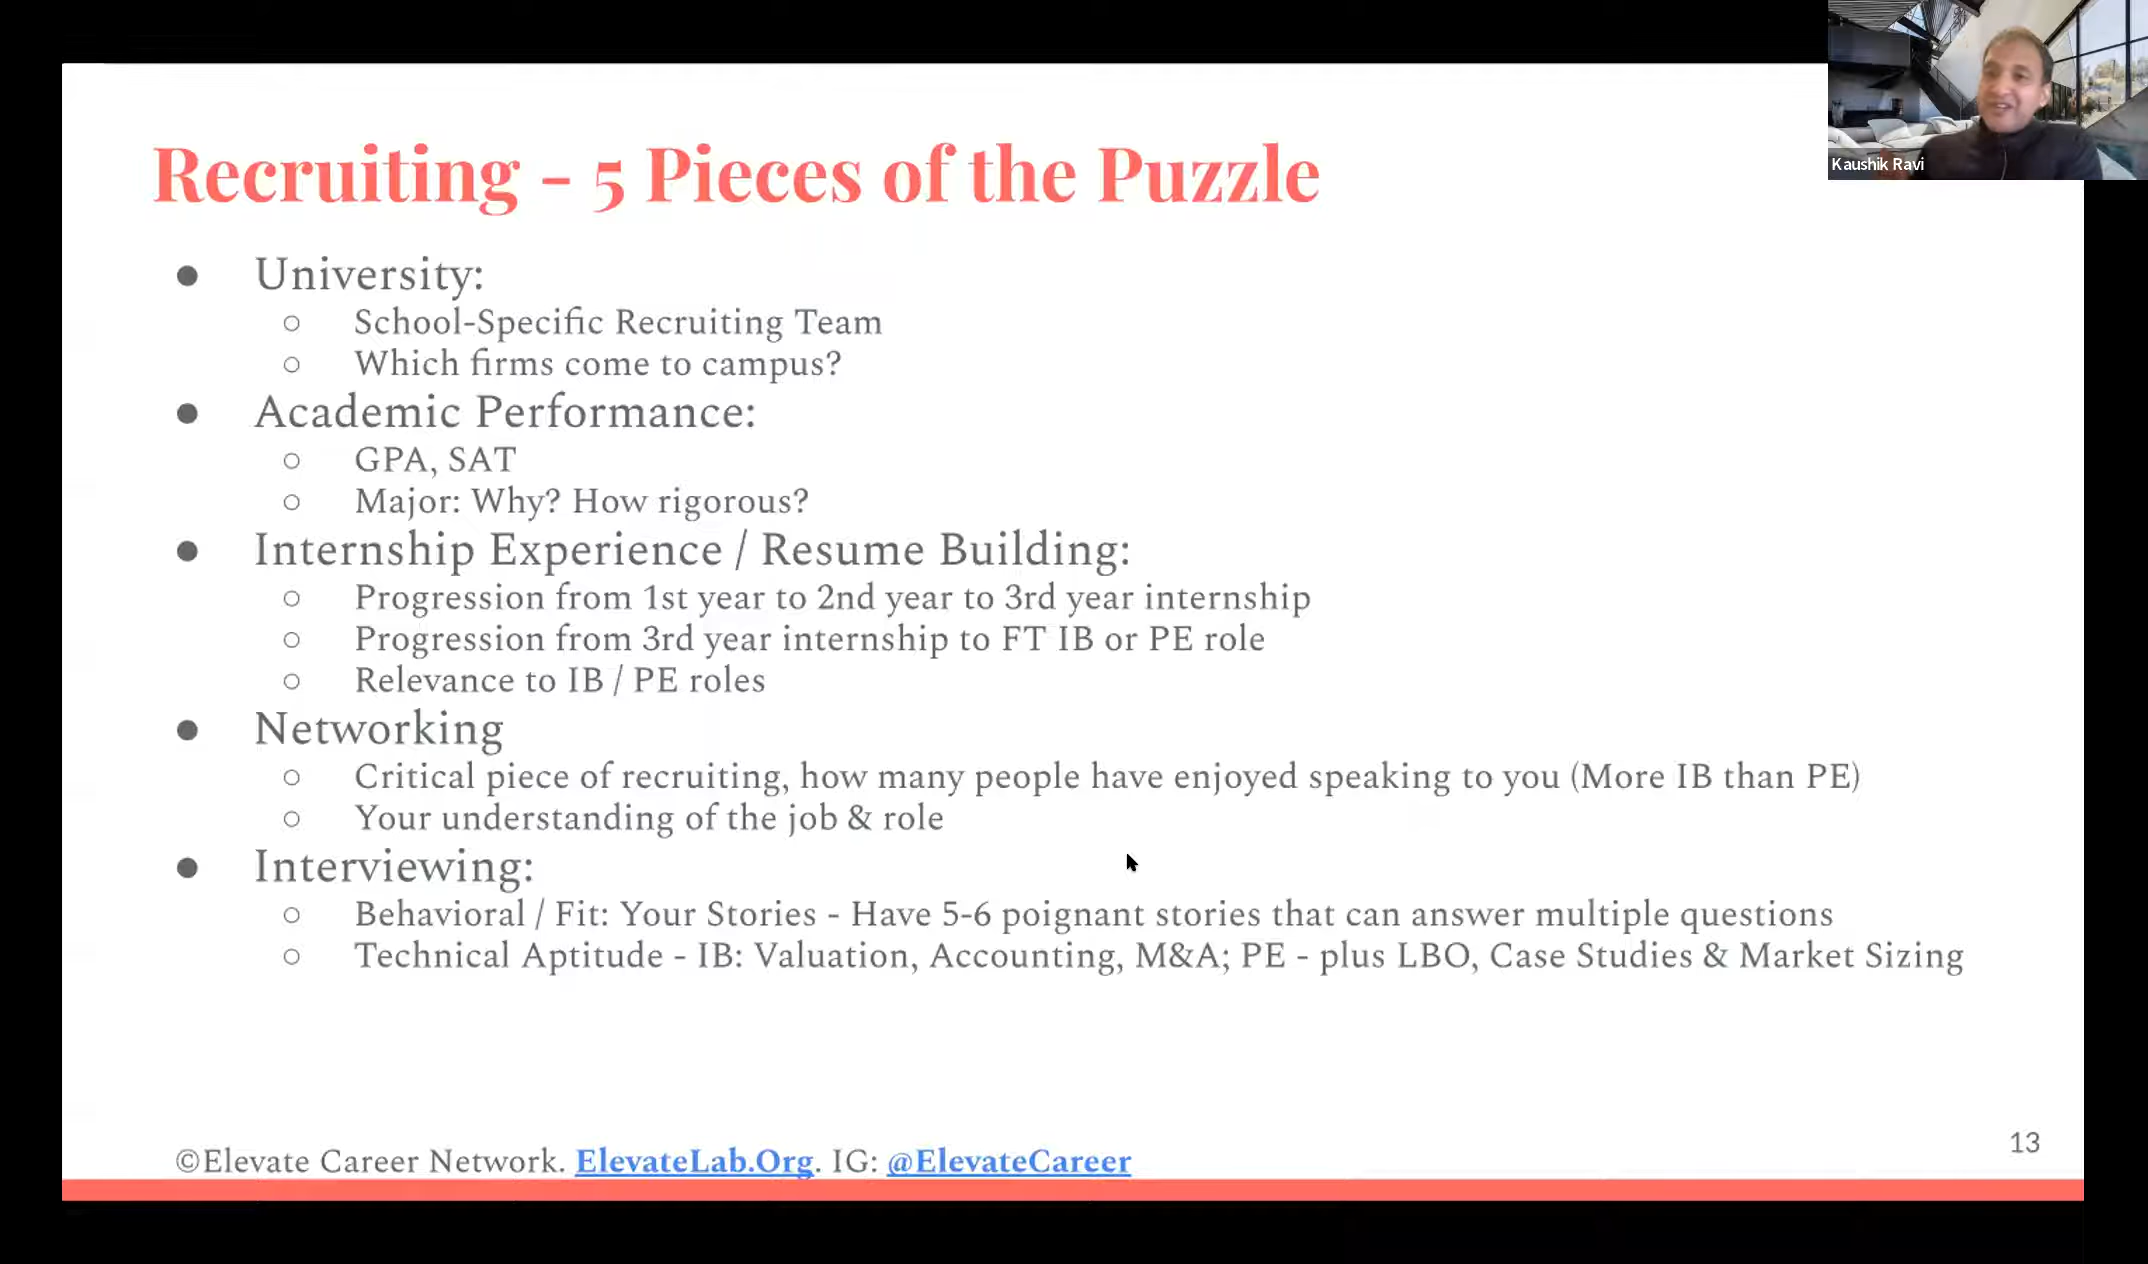 Kaushik Ravi
Recruiting - 5 Pieces of the Puzzle
● University:
○ School-Specific Recruiting Team
○ Which firms come to campus?
● Academic Performance:
○ GPA, SAT
○ Major: Why? How rigorous?
● Internship Experience / Resume Building:
○ Progression from 1st year to 2nd year to 3rd year internship
○ Progression from 3rd year internship to FT IB or PE role
○ Relevance to IB / PE roles
● Networking
○ Critical piece of recruiting, how many people have enjoyed speaking to you (More IB than PE)
○ Your understanding of the job & role
● Interviewing:
○ Behavioral / Fit: Your Stories - Have 5-6 poignant stories that can answer multiple questions
○ Technical Aptitude - IB: Valuation, Accounting, M&A; PE - plus LBO, Case Studies & Market Sizing
13
©Elevate Career Network. ElevateLab.Org. IG: @ElevateCareer